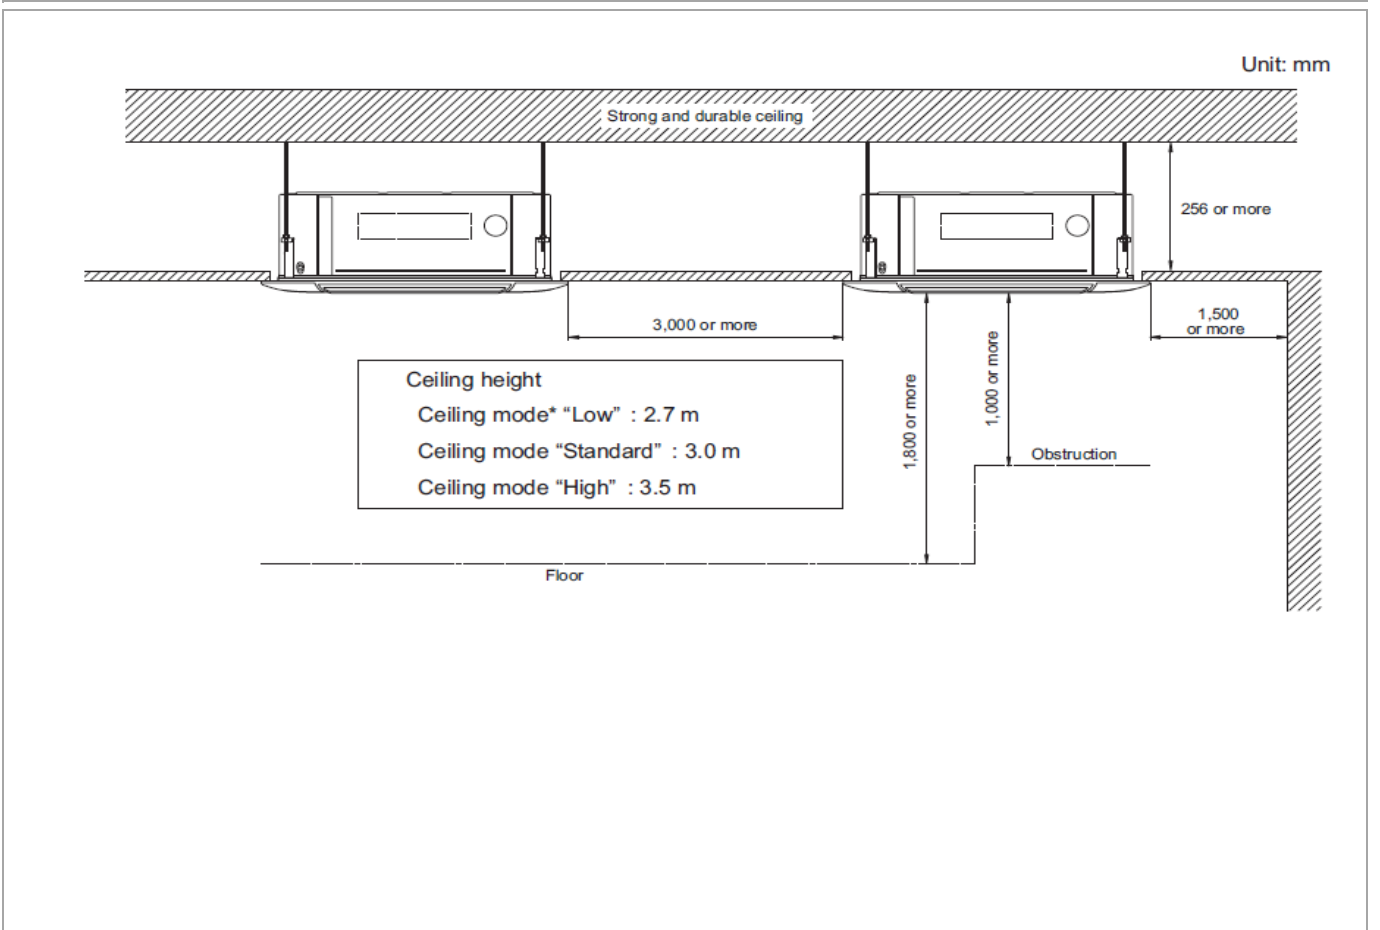 Unit: mm
Strong and durable ceiling
256 or more
3,000 or more
1,500
or more
1,800 or more
1,000 or more
Ceiling height
Ceiling mode* “Low” : 2.7 m
Ceiling mode “Standard” : 3.0 m
Ceiling mode “High” : 3.5 m
Obstruction
Floor